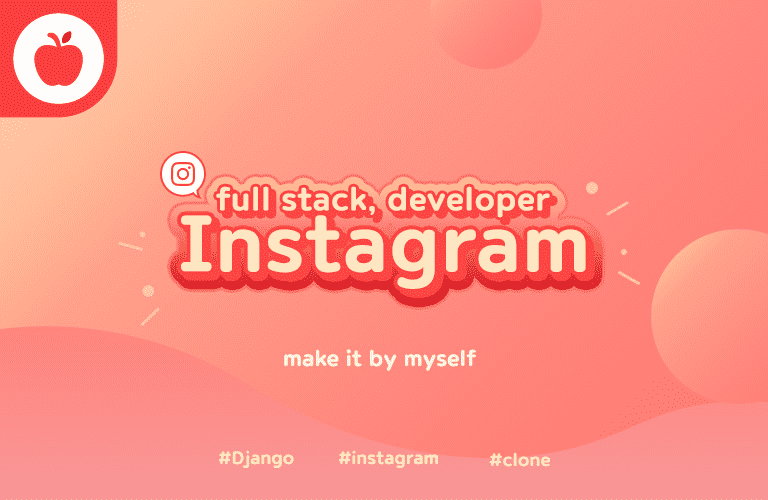 full stack, developer
Instagram
make it by myself
#Django #instagram #clone